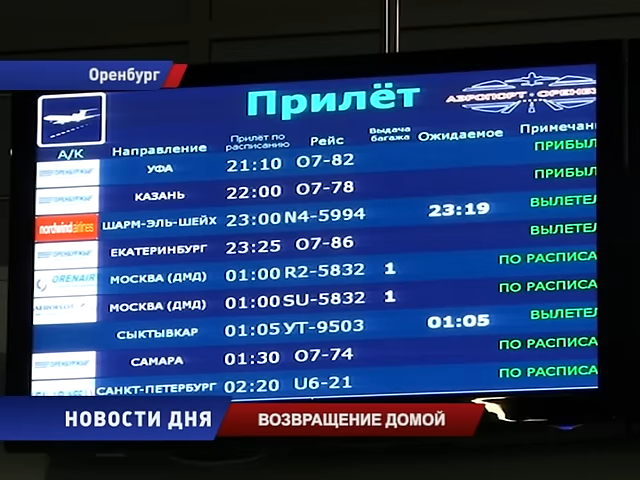 Оренбург
Прилёт
АЭРОПОРТ ОРЕНБ
А/К Направление Прилёт по расписанию Рейс Выдача багажа Ожидаемое Примечан
УФА 21:10 О7-82 ПРИБЫЛ
КАЗАНЬ 22:00 О7-78 ПРИБЫЛ
nordwindairlines ШАРМ-ЭЛЬ-ШЕЙХ 23:00 N4-5994 23:19 ВЫЛЕТЕЛ
ЕКАТЕРИНБУРГ 23:25 О7-86 ВЫЛЕТЕЛ
ORENAIR МОСКВА (ДМД) 01:00 R2-5832 1 ПО РАСПИСА
МОСКВА (ДМД) 01:00 SU-5832 1 ПО РАСПИСА
СЫКТЫВКАР 01:05 УТ-9503 01:05 ВЫЛЕТЕЛ
САМАРА 01:30 О7-74 ПО РАСПИСА
САНКТ-ПЕТЕРБУРГ 02:20 U6-21 ПО РАСПИСА
НОВОСТИ ДНЯ
ВОЗВРАЩЕНИЕ ДОМОЙ